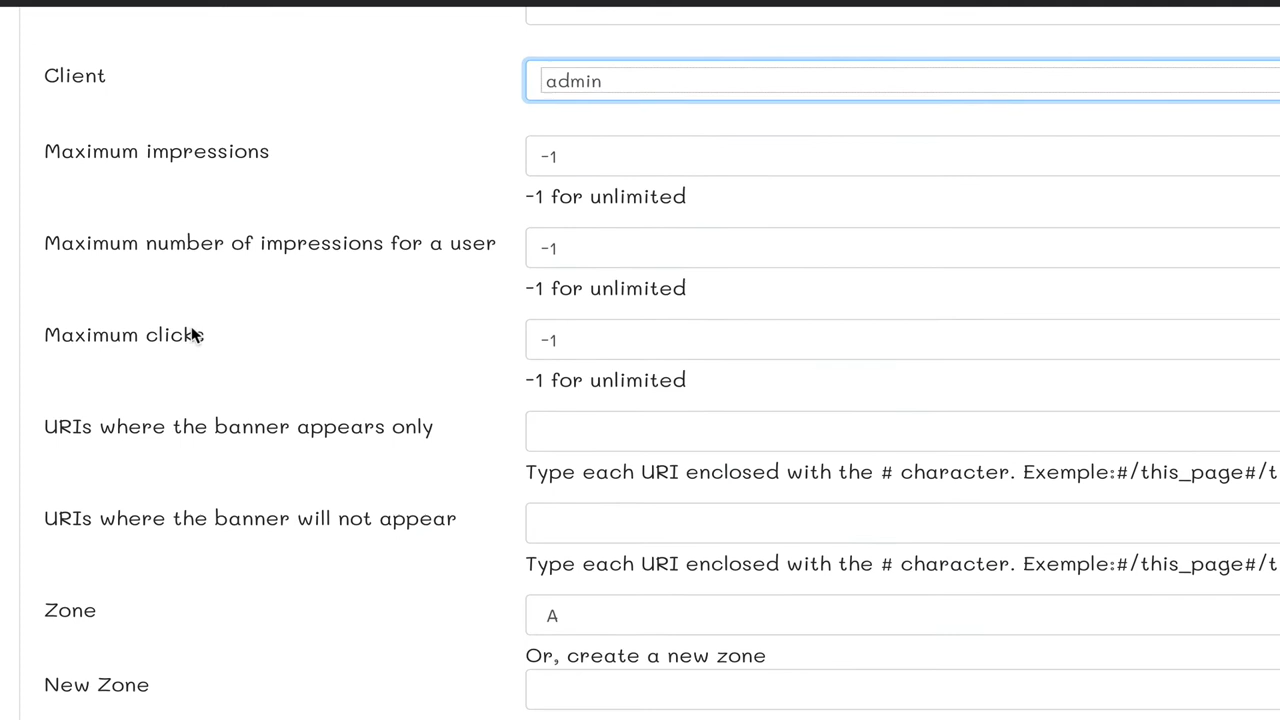 Client
admin
Maximum impressions
-1
-1 for unlimited
Maximum number of impressions for a user
-1
-1 for unlimited
Maximum clicks
-1
-1 for unlimited
URIs where the banner appears only
Type each URI enclosed with the # character. Exemple:#/this_page#/t
URIs where the banner will not appear
Type each URI enclosed with the # character. Exemple:#/this_page#/t
Zone
A
Or, create a new zone
New Zone